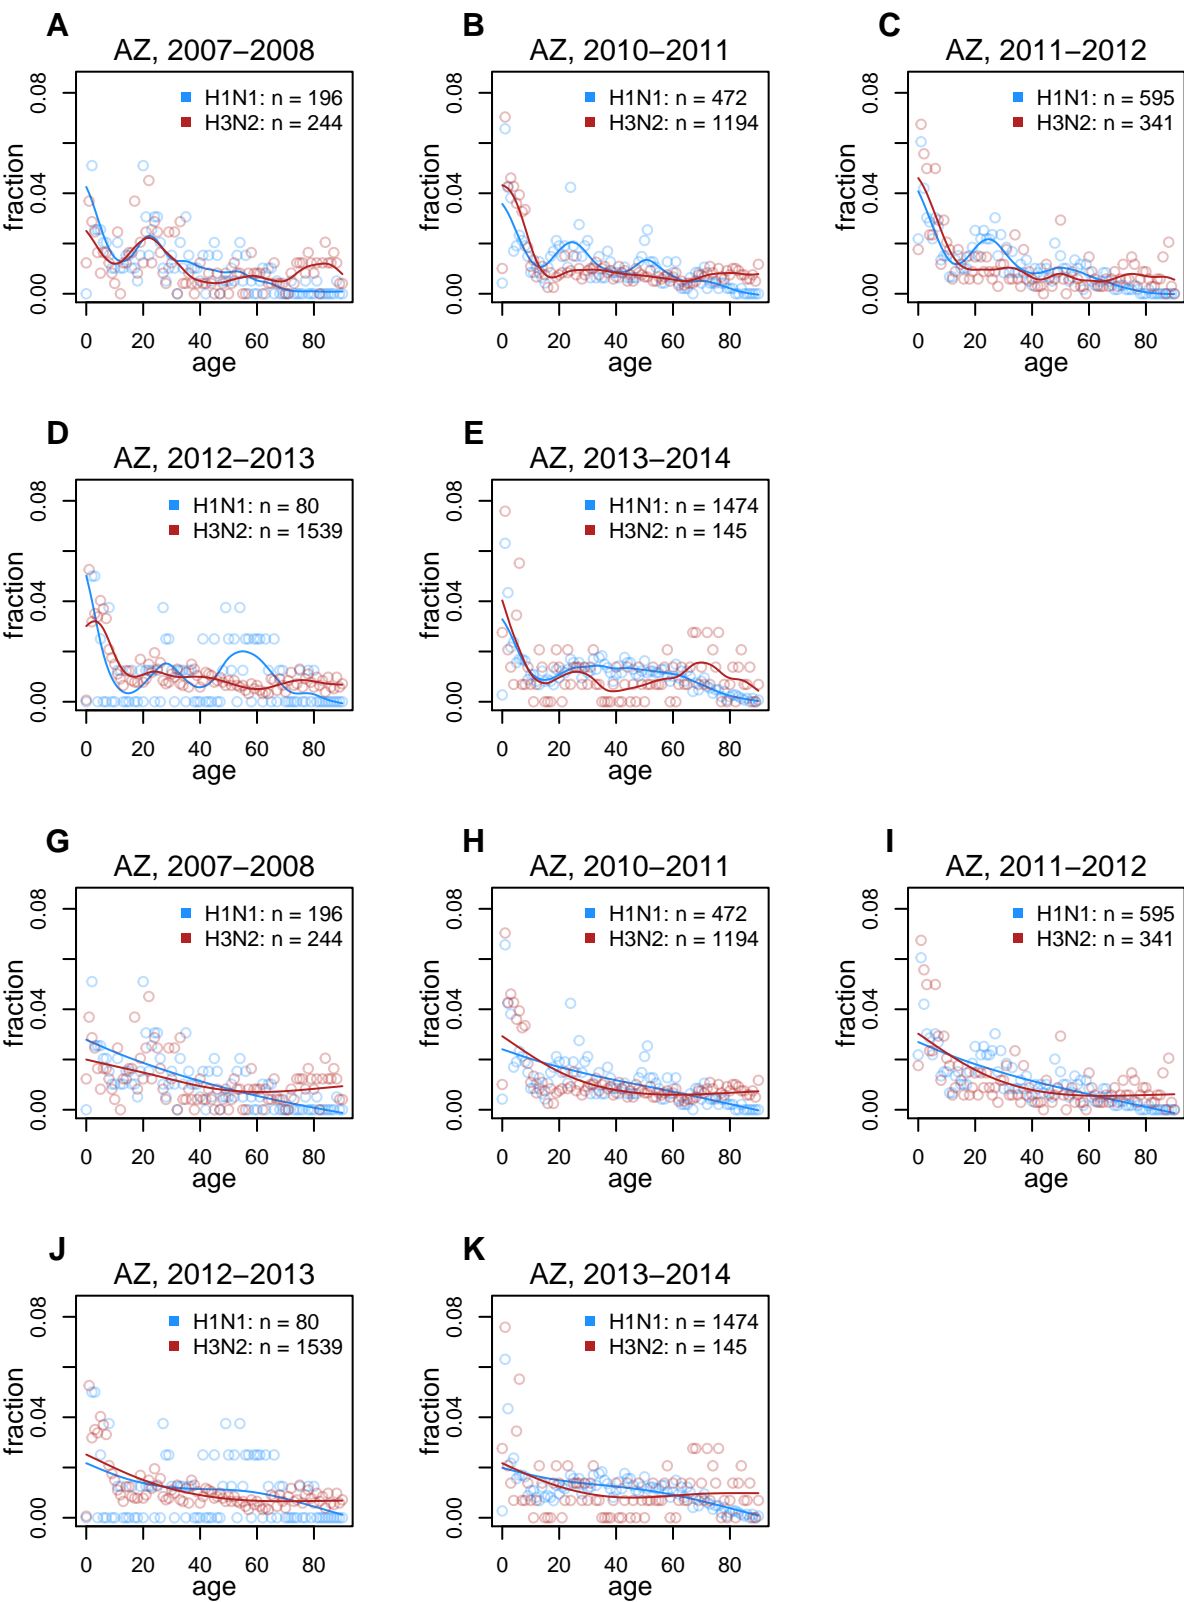 A
AZ, 2007−2008
H1N1: n = 196
H3N2: n = 244
fraction
0.00 0.04 0.08
0 20 40 60 80
age
B
AZ, 2010−2011
H1N1: n = 472
H3N2: n = 1194
fraction
0.00 0.04 0.08
0 20 40 60 80
age
C
AZ, 2011−2012
H1N1: n = 595
H3N2: n = 341
fraction
0.00 0.04 0.08
0 20 40 60 80
age
D
AZ, 2012−2013
H1N1: n = 80
H3N2: n = 1539
fraction
0.00 0.04 0.08
0 20 40 60 80
age
E
AZ, 2013−2014
H1N1: n = 1474
H3N2: n = 145
fraction
0.00 0.04 0.08
0 20 40 60 80
age
G
AZ, 2007−2008
H1N1: n = 196
H3N2: n = 244
fraction
0.00 0.04 0.08
0 20 40 60 80
age
H
AZ, 2010−2011
H1N1: n = 472
H3N2: n = 1194
fraction
0.00 0.04 0.08
0 20 40 60 80
age
I
AZ, 2011−2012
H1N1: n = 595
H3N2: n = 341
fraction
0.00 0.04 0.08
0 20 40 60 80
age
J
AZ, 2012−2013
H1N1: n = 80
H3N2: n = 1539
fraction
0.00 0.04 0.08
0 20 40 60 80
age
K
AZ, 2013−2014
H1N1: n = 1474
H3N2: n = 145
fraction
0.00 0.04 0.08
0 20 40 60 80
age